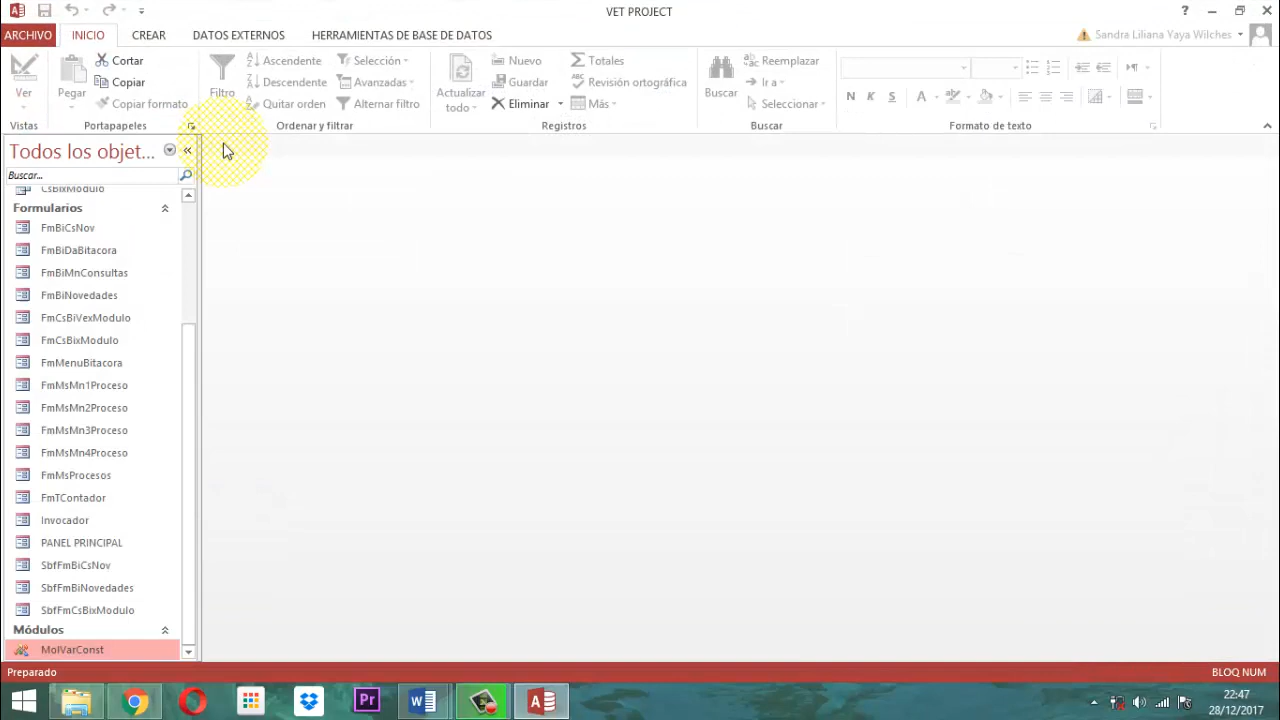 VET PROJECT
ARCHIVO INICIO CREAR DATOS EXTERNOS HERRAMIENTAS DE BASE DE DATOS Sandra Liliana Yaya Wilches
Ver
Vistas
Pegar
Cortar
Copiar
Copiar formato
Portapapeles
Filtro
Ascendente
Descendente
Quitar orden
Selección
Avanzadas
Alternar filtro
Ordenar y filtrar
Actualizar
todo
Nuevo
Guardar
Eliminar
Totales
Revisión ortográfica
Más
Registros
Buscar
Reemplazar
Ir a
Seleccionar
Buscar
N K S A
Formato de texto
Todos los objet... «
Buscar...
CsBixModulo
Formularios
FmBiCsNov
FmBiDaBitacora
FmBiMnConsultas
FmBiNovedades
FmCsBiVexModulo
FmCsBixModulo
FmMenuBitacora
FmMsMn1Proceso
FmMsMn2Proceso
FmMsMn3Proceso
FmMsMn4Proceso
FmMsProcesos
FmTContador
Invocador
PANEL PRINCIPAL
SbfFmBiCsNov
SbfFmBiNovedades
SbfFmCsBixModulo
Módulos
MolVarConst
Preparado BLOQ NUM
Pr
22:47
28/12/2017